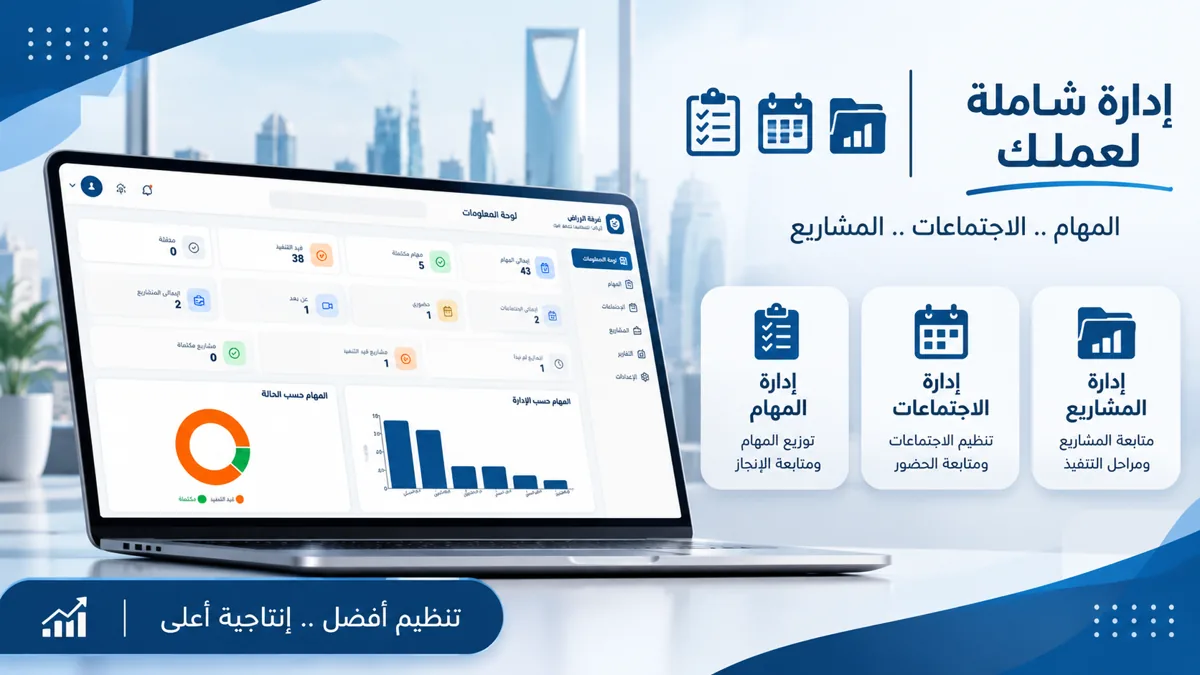 إدارة شاملة
لعملك
المهام .. الاجتماعات .. المشاريع
إدارة
المشاريع
متابعة المشاريع
ومراحل التنفيذ
إدارة
الاجتماعات
تنظيم الاجتماعات
ومتابعة الحضور
إدارة
المهام
توزيع المهام
ومتابعة الإنجاز
لوحة المعلومات
لوحة المعلومات
المهام
الاجتماعات
المشاريع
التقارير
الإعدادات
إجمالي المهام
43
مهام مكتملة
5
قيد التنفيذ
38
معلقة
0
إجمالي الاجتماعات
2
حضوري
1
عن بعد
1
إجمالي المشاريع
2
1
مشاريع قيد التنفيذ
1
مشاريع مكتملة
0
المهام حسب الإدارة
المهام حسب الحالة
قيد التنفيذ
مكتملة
تنظيم أفضل .. إنتاجية أعلى